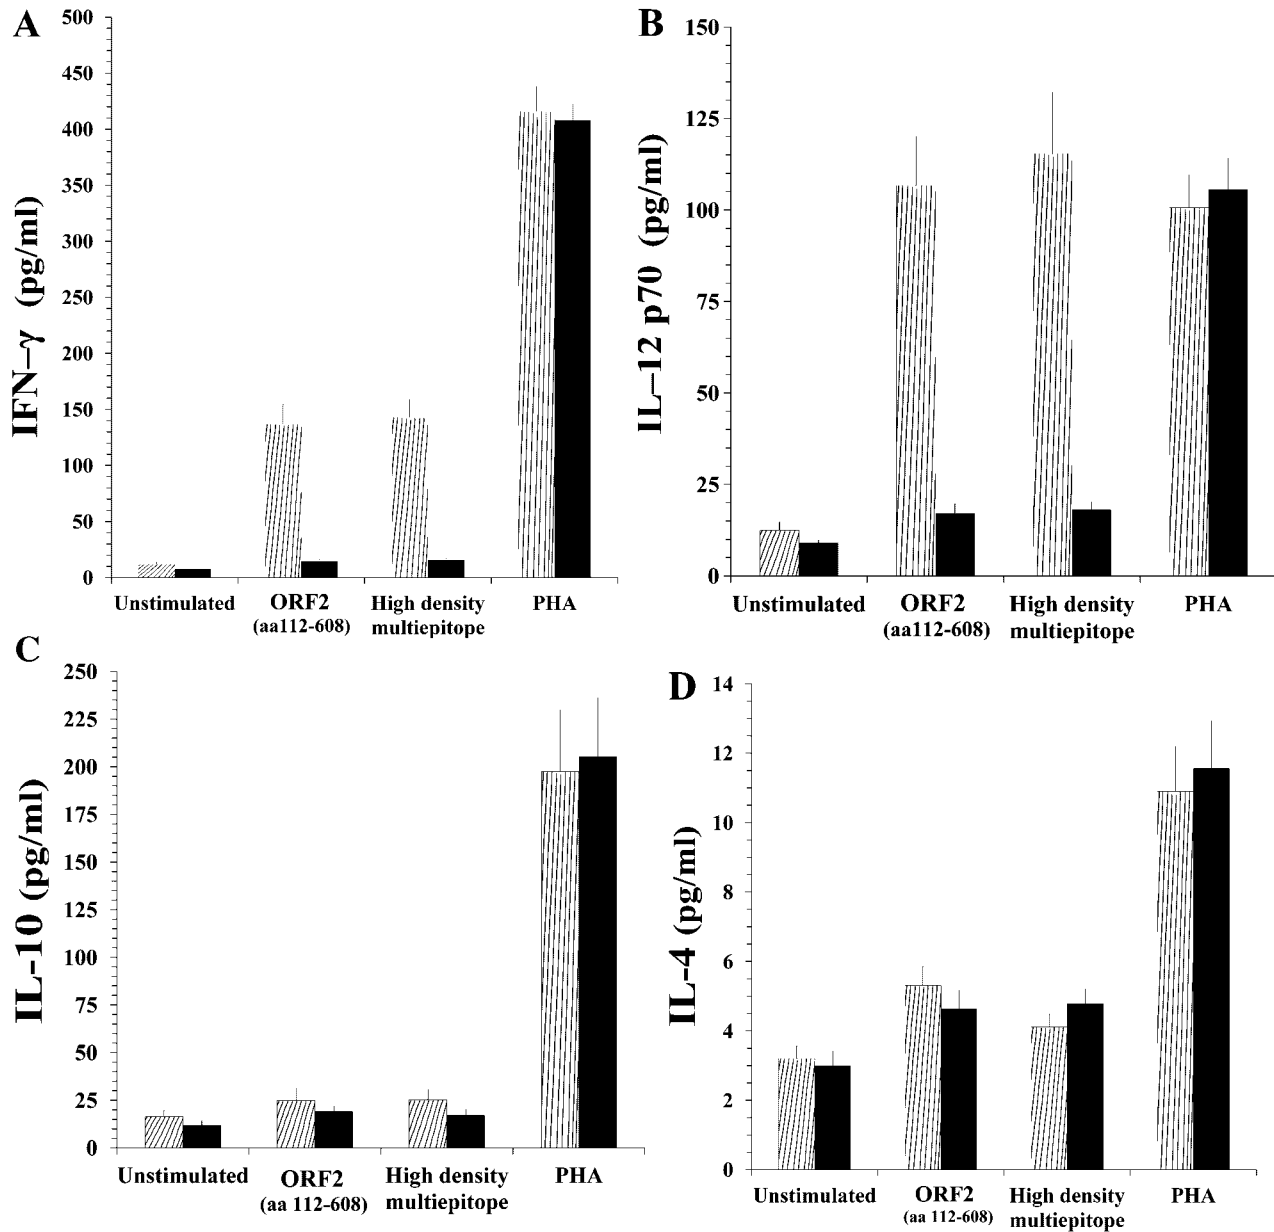 A
500
450
400
350
300
250
200
150
100
50
0
IFN–γ (pg/ml)
Unstimulated
ORF2
(aa112-608)
High density
multiepitope
PHA
B
150
125
100
75
50
25
0
IL–12 p70 (pg/ml)
Unstimulated
ORF2
(aa112-608)
High density
multiepitope
PHA
C
250
225
200
175
150
125
100
75
50
25
0
IL-10 (pg/ml)
Unstimulated
ORF2
(aa 112-608)
High density
multiepitope
PHA
D
14
12
10
8
6
4
2
0
IL-4 (pg/ml)
Unstimulated
ORF2
(aa 112-608)
High density
multiepitope
PHA